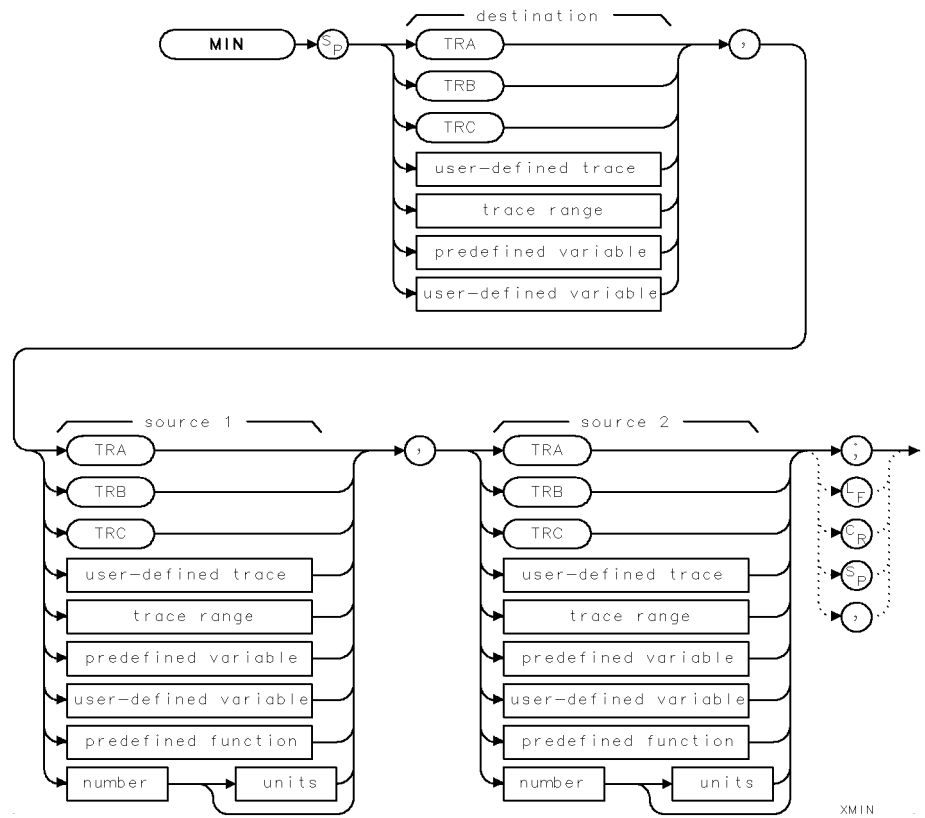 destination
MIN SP TRA ,
TRB
TRC
user-defined trace
trace range
predefined variable
user-defined variable
source 1 source 2
TRA , TRA ;
TRB TRB LF
TRC TRC CR
user-defined trace user-defined trace SP
trace range trace range ,
predefined variable predefined variable
user-defined variable user-defined variable
predefined function predefined function
number units number units
XMIN